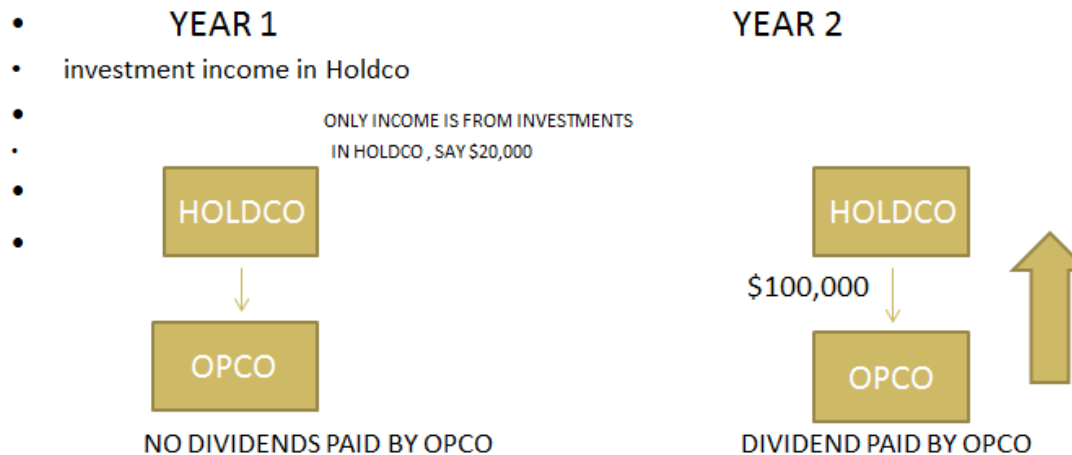 YEAR 1
YEAR 2
investment income in Holdco
ONLY INCOME IS FROM INVESTMENTS
IN HOLDCO , SAY $20,000
HOLDCO
HOLDCO
$100,000
OPCO
OPCO
NO DIVIDENDS PAID BY OPCO
DIVIDEND PAID BY OPCO